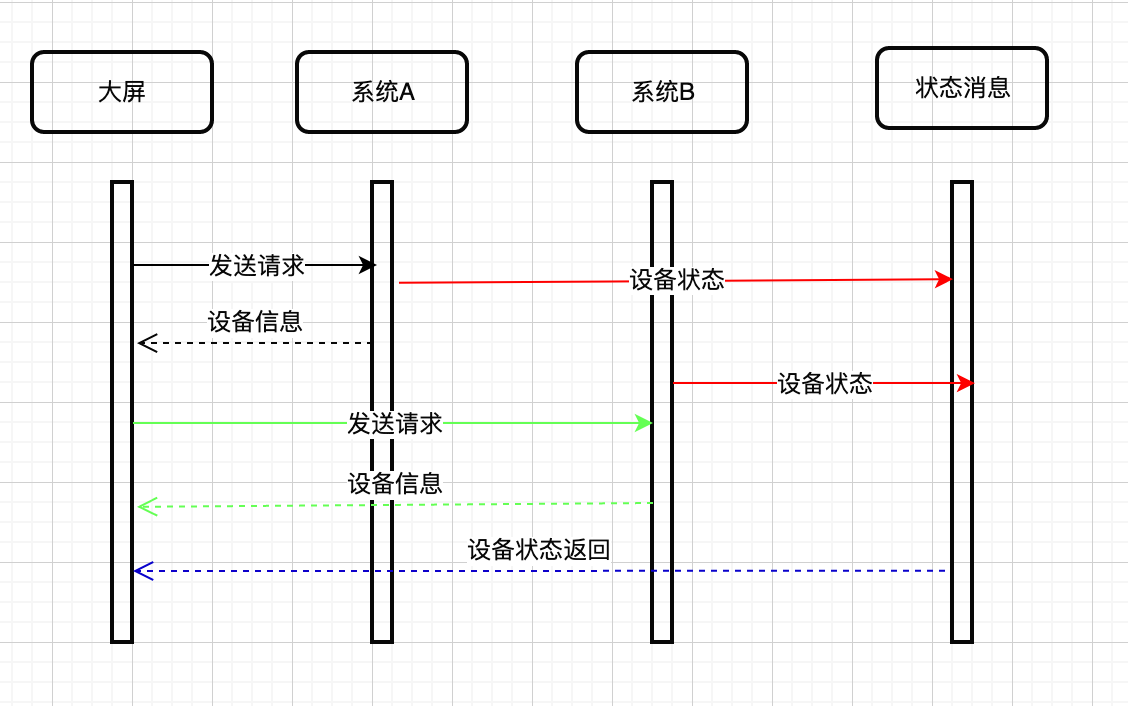 大屏
系统A
系统B
状态消息
发送请求
设备状态
设备信息
设备状态
发送请求
设备信息
设备状态返回